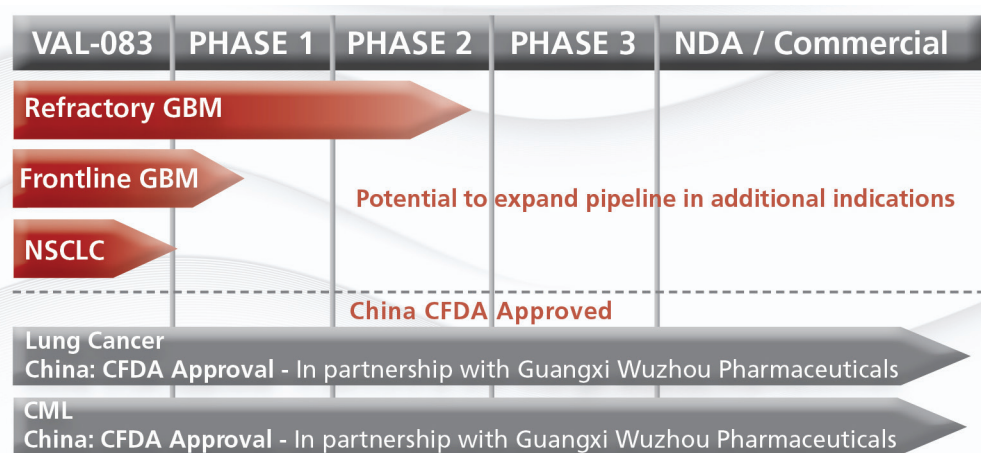 VAL-083 PHASE 1 PHASE 2 PHASE 3 NDA / Commercial
Refractory GBM
Frontline GBM
Potential to expand pipeline in additional indications
NSCLC
China CFDA Approved
Lung Cancer
China: CFDA Approval - In partnership with Guangxi Wuzhou Pharmaceuticals
CML
China: CFDA Approval - In partnership with Guangxi Wuzhou Pharmaceuticals